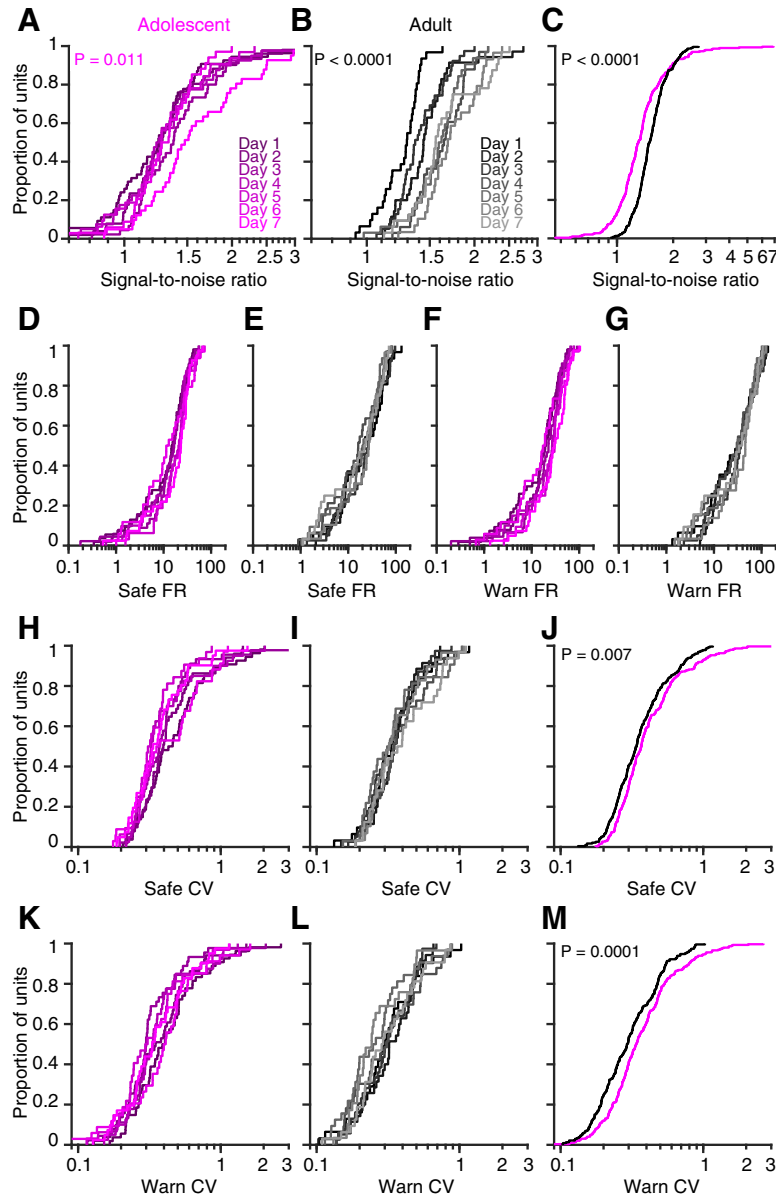 A Adolescent B Adult C
P = 0.011 P < 0.0001 P < 0.0001
Proportion of units
1 0.8 0.6 0.4 0.2 0
Day 1 Day 1
Day 2 Day 2
Day 3 Day 3
Day 4 Day 4
Day 5 Day 5
Day 6 Day 6
Day 7 Day 7
1 1.5 2 2.5 3 1 1.5 2 2.5 3 1 2 3 4 5 67
Signal-to-noise ratio Signal-to-noise ratio Signal-to-noise ratio
D E F G
Proportion of units
1 0.8 0.6 0.4 0.2 0
0.1 1 10 100 0.1 1 10 100 0.1 1 10 100 0.1 1 10 100
Safe FR Safe FR Warn FR Warn FR
H I J
P = 0.007
Proportion of units
1 0.8 0.6 0.4 0.2 0
0.1 1 2 3 0.1 1 2 3 0.1 1 2 3
Safe CV Safe CV Safe CV
K L M
P = 0.0001
Proportion of units
1 0.8 0.6 0.4 0.2 0
0.1 1 2 3 0.1 1 2 3 0.1 1 2 3
Warn CV Warn CV Warn CV